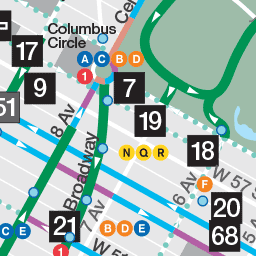 Columbus
Circle
Cen
17
A C B D
1
7
9
51
19
8 Av
N Q R
18
Broadway
W 57 S
F
6 Av
20
C E
21
7 Av
B D E
68
W 5
1